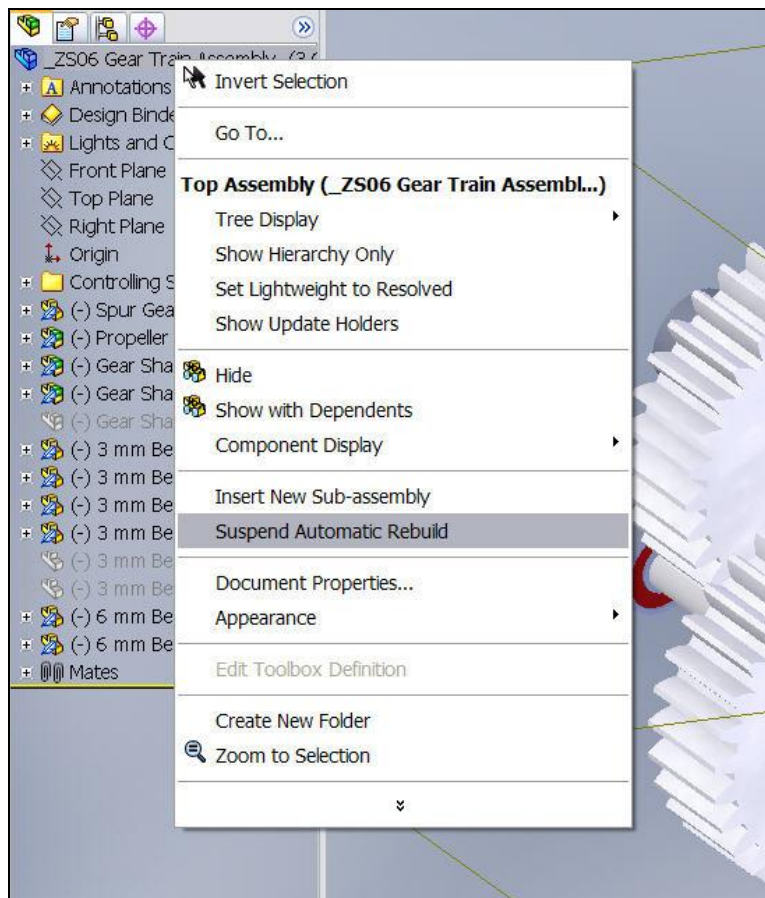 _ZS06 Gear Train Assembly (3
Annotations
Design Binde
Lights and C
Front Plane
Top Plane
Right Plane
Origin
Controlling S
(-) Spur Gea
(-) Propeller
(-) Gear Sha
(-) Gear Sha
(-) Gear Sha
(-) 3 mm Be
(-) 3 mm Be
(-) 3 mm Be
(-) 3 mm Be
(-) 3 mm Be
(-) 3 mm Be
(-) 6 mm Be
(-) 6 mm Be
Mates
Invert Selection
Go To...
Top Assembly (_ZS06 Gear Train Assembl...)
Tree Display
Show Hierarchy Only
Set Lightweight to Resolved
Show Update Holders
Hide
Show with Dependents
Component Display
Insert New Sub-assembly
Suspend Automatic Rebuild
Document Properties...
Appearance
Edit Toolbox Definition
Create New Folder
Zoom to Selection